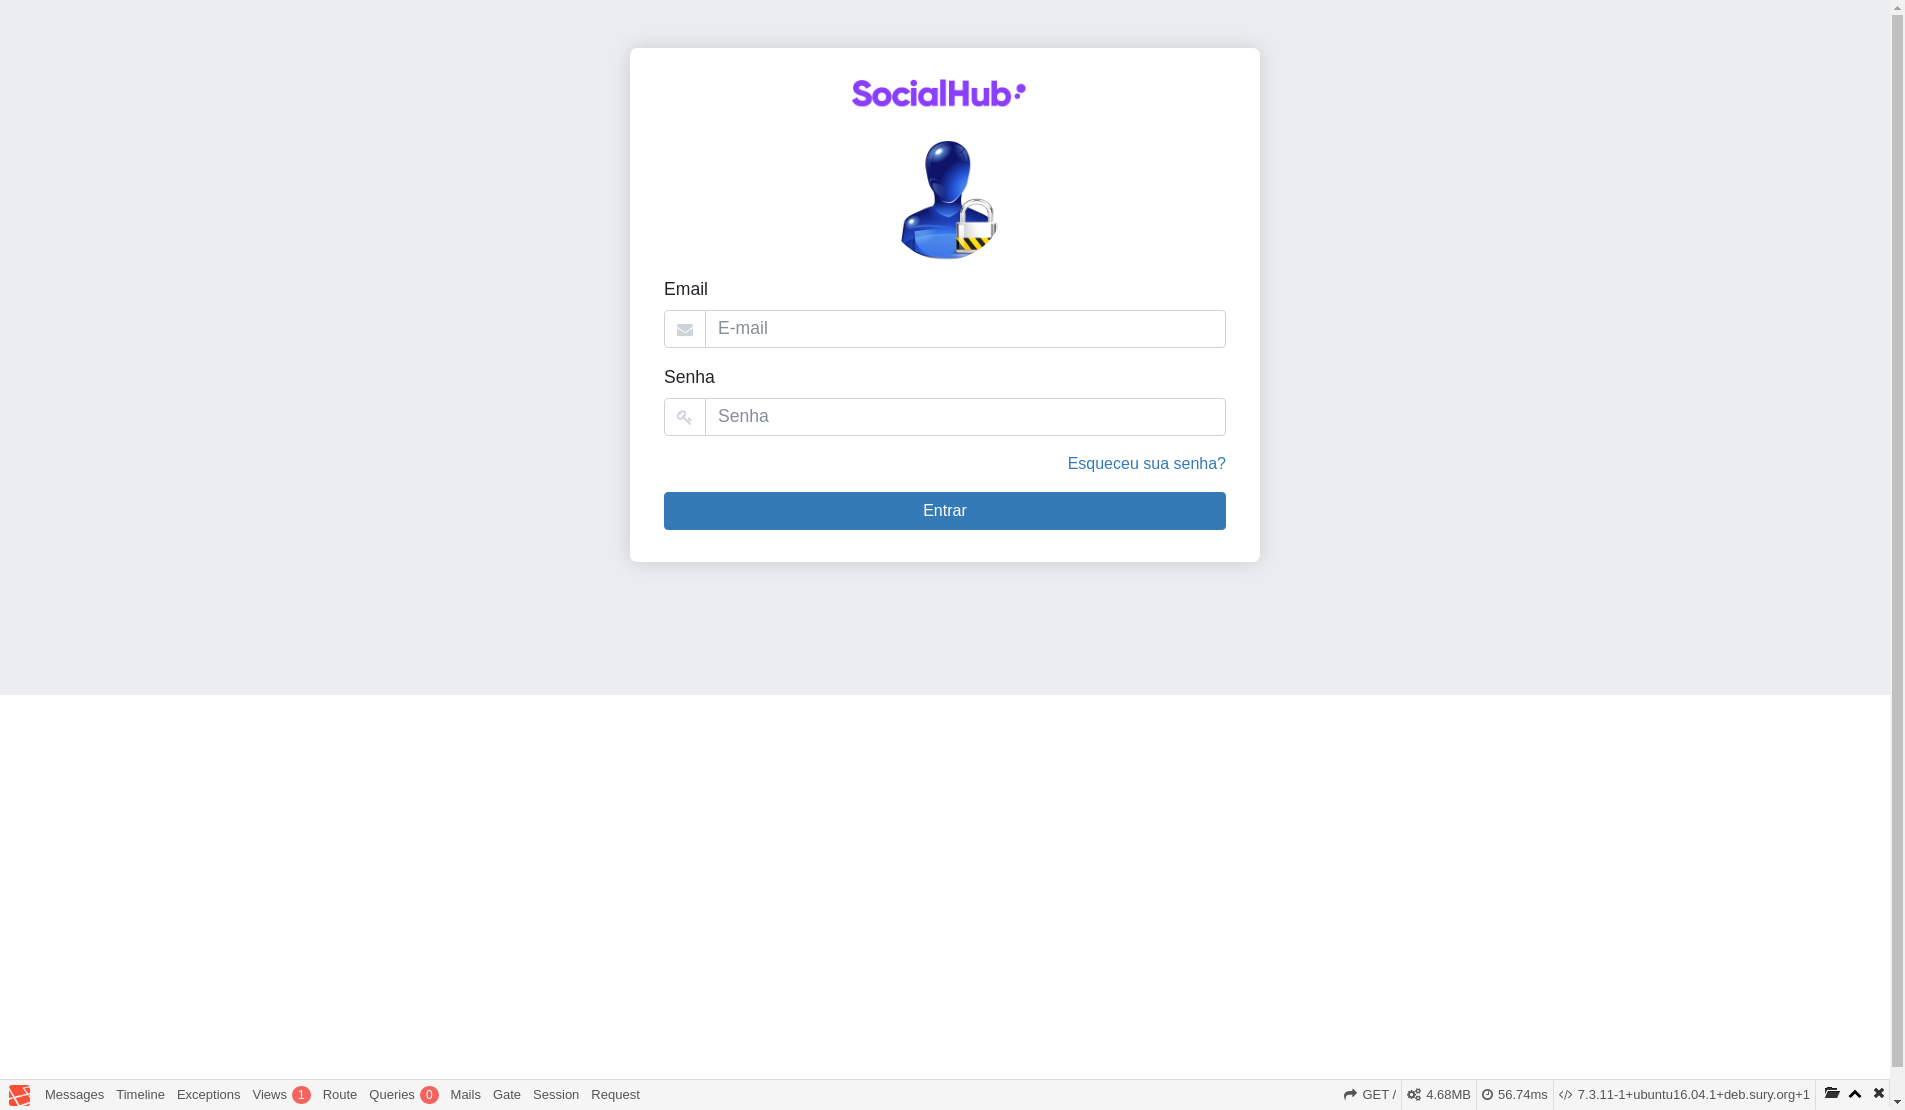 SocialHub
Email
E-mail
Senha
Senha
Esqueceu sua senha?
Entrar
Messages Timeline Exceptions Views 1 Route Queries 0 Mails Gate Session Request GET / 4.68MB 56.74ms 7.3.11-1+ubuntu16.04.1+deb.sury.org+1